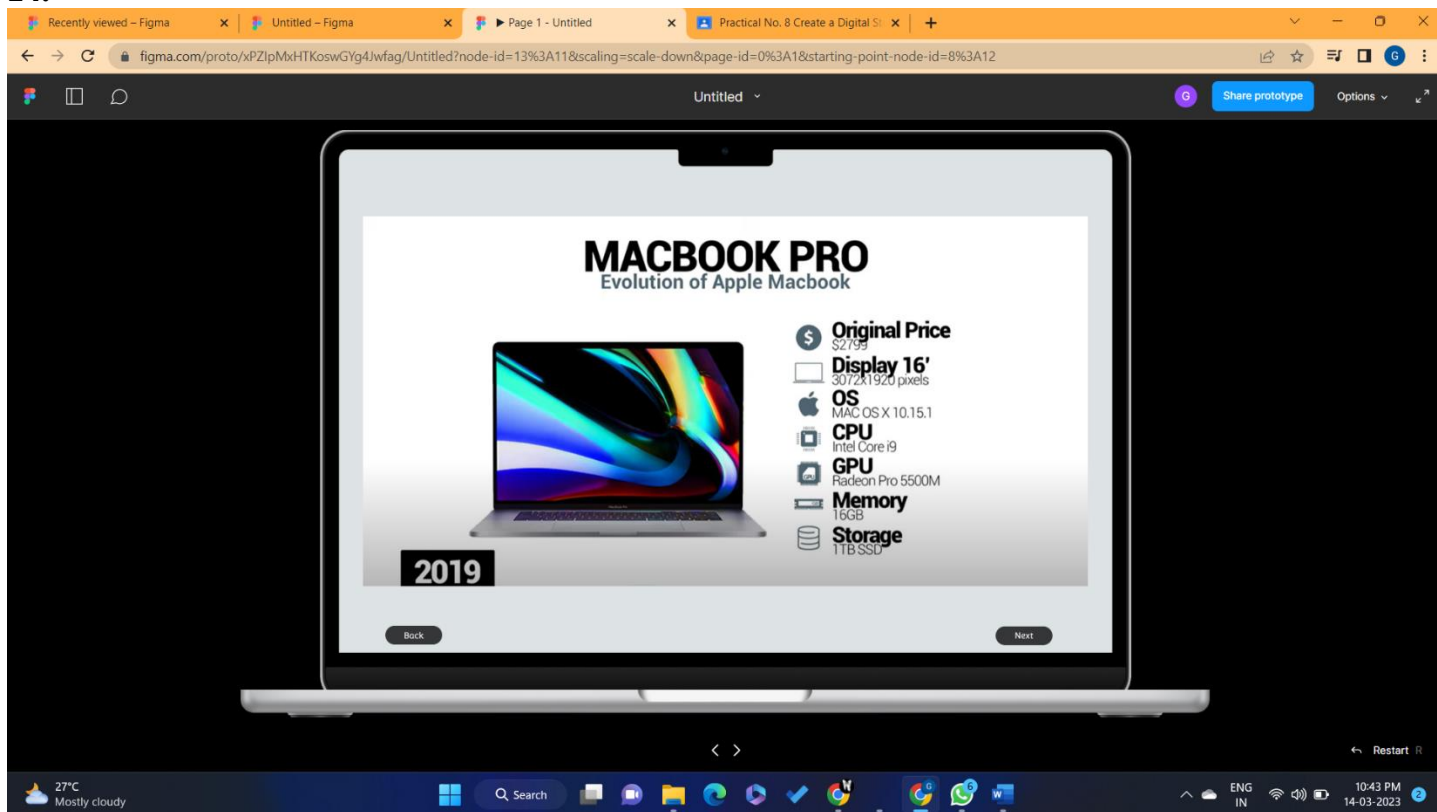 Recently viewed – Figma
Untitled – Figma
Page 1 - Untitled
Practical No. 8 Create a Digital St
figma.com/proto/xPZIpMxHTKoswGYg4Jwfag/Untitled?node-id=13%3A11&scaling=scale-down&page-id=0%3A1&starting-point-node-id=8%3A12
G
Untitled
G
Share prototype
Options
MACBOOK PRO
Evolution of Apple Macbook
Original Price
$2799
Display 16'
3072x1920 pixels
OS
MAC OS X 10.15.1
CPU
Intel Core i9
GPU
Radeon Pro 5500M
Memory
16GB
Storage
1TB SSD
2019
Back
Next
Restart R
27°C
Mostly cloudy
Search
6
ENG
IN
10:43 PM
14-03-2023
2